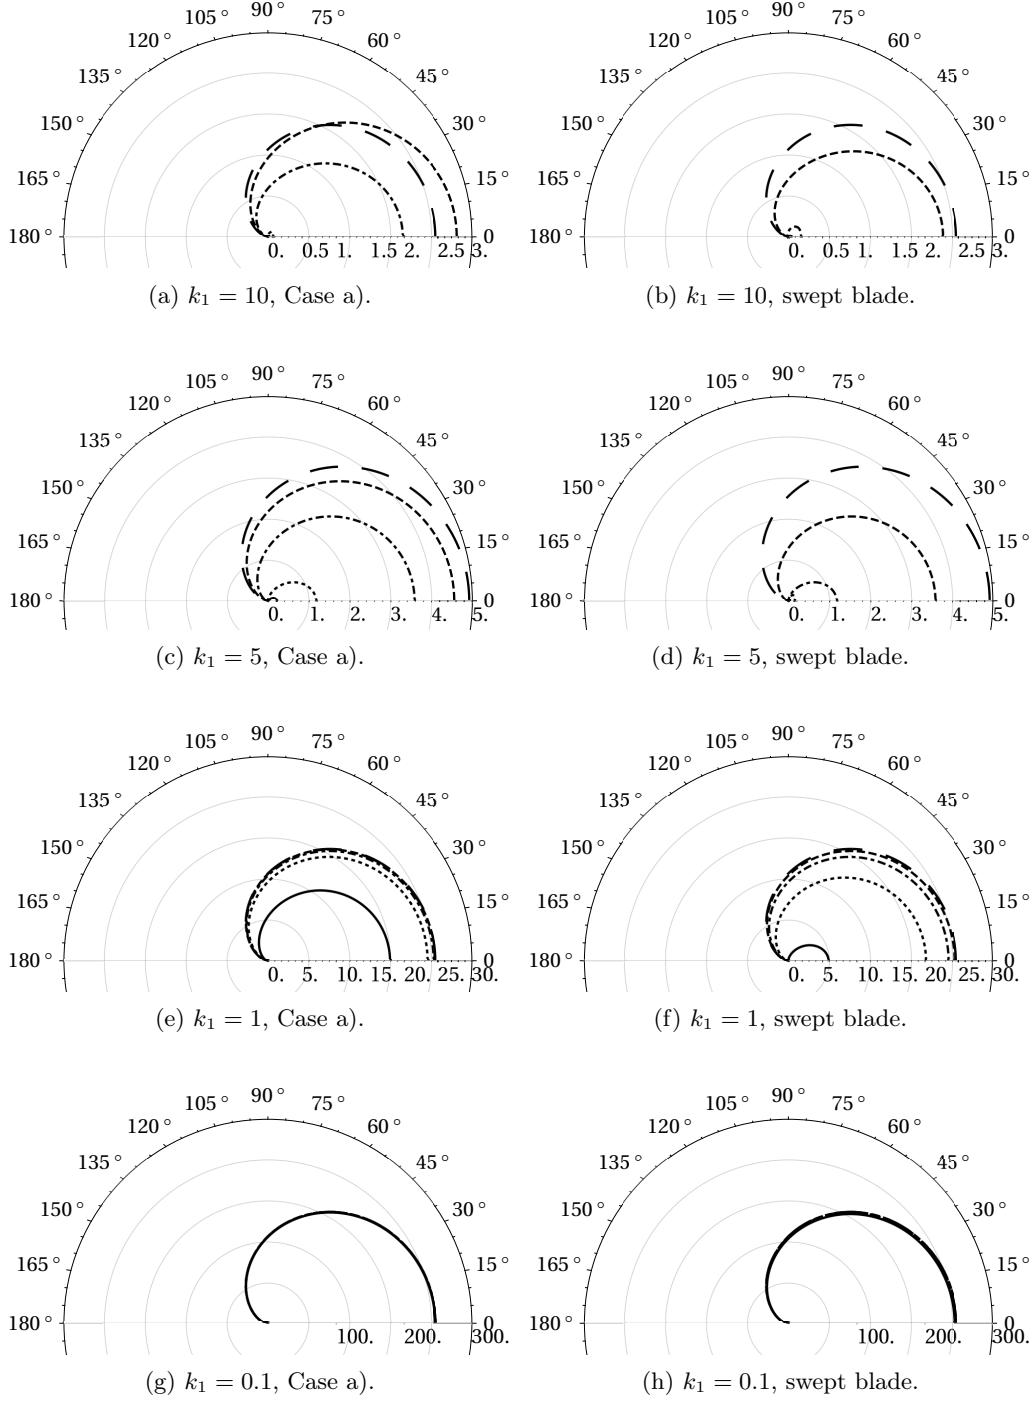 90 °
105 ° 75 °
120 ° 60 °
135 ° 45 °
150 ° 30 °
165 ° 15 °
180 ° 0
0. 0.5 1. 1.5 2. 2.5 3.
(a) k₁ = 10, Case a).
90 °
105 ° 75 °
120 ° 60 °
135 ° 45 °
150 ° 30 °
165 ° 15 °
180 ° 0
0. 0.5 1. 1.5 2. 2.5 3.
(b) k₁ = 10, swept blade.
90 °
105 ° 75 °
120 ° 60 °
135 ° 45 °
150 ° 30 °
165 ° 15 °
180 ° 0
0. 1. 2. 3. 4. 5.
(c) k₁ = 5, Case a).
90 °
105 ° 75 °
120 ° 60 °
135 ° 45 °
150 ° 30 °
165 ° 15 °
180 ° 0
0. 1. 2. 3. 4. 5.
(d) k₁ = 5, swept blade.
90 °
105 ° 75 °
120 ° 60 °
135 ° 45 °
150 ° 30 °
165 ° 15 °
180 ° 0
0. 5. 10. 15. 20. 25. 30.
(e) k₁ = 1, Case a).
90 °
105 ° 75 °
120 ° 60 °
135 ° 45 °
150 ° 30 °
165 ° 15 °
180 ° 0
0. 5. 10. 15. 20. 25. 30.
(f) k₁ = 1, swept blade.
90 °
105 ° 75 °
120 ° 60 °
135 ° 45 °
150 ° 30 °
165 ° 15 °
180 ° 0
100. 200. 300.
(g) k₁ = 0.1, Case a).
90 °
105 ° 75 °
120 ° 60 °
135 ° 45 °
150 ° 30 °
165 ° 15 °
180 ° 0
100. 200. 300.
(h) k₁ = 0.1, swept blade.